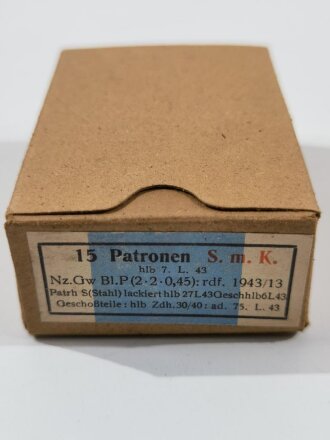 15 Patronen S. m. K.
hlb 7. L. 43
Nz.Gw Bl.P (2·2·0,45): rdf. 1943/13
Patrh S(Stahl) lackiert hlb 27L43Geschhlb6L43
Geschoßteile: hlb Zdh. 30/40: ad. 75. L. 43